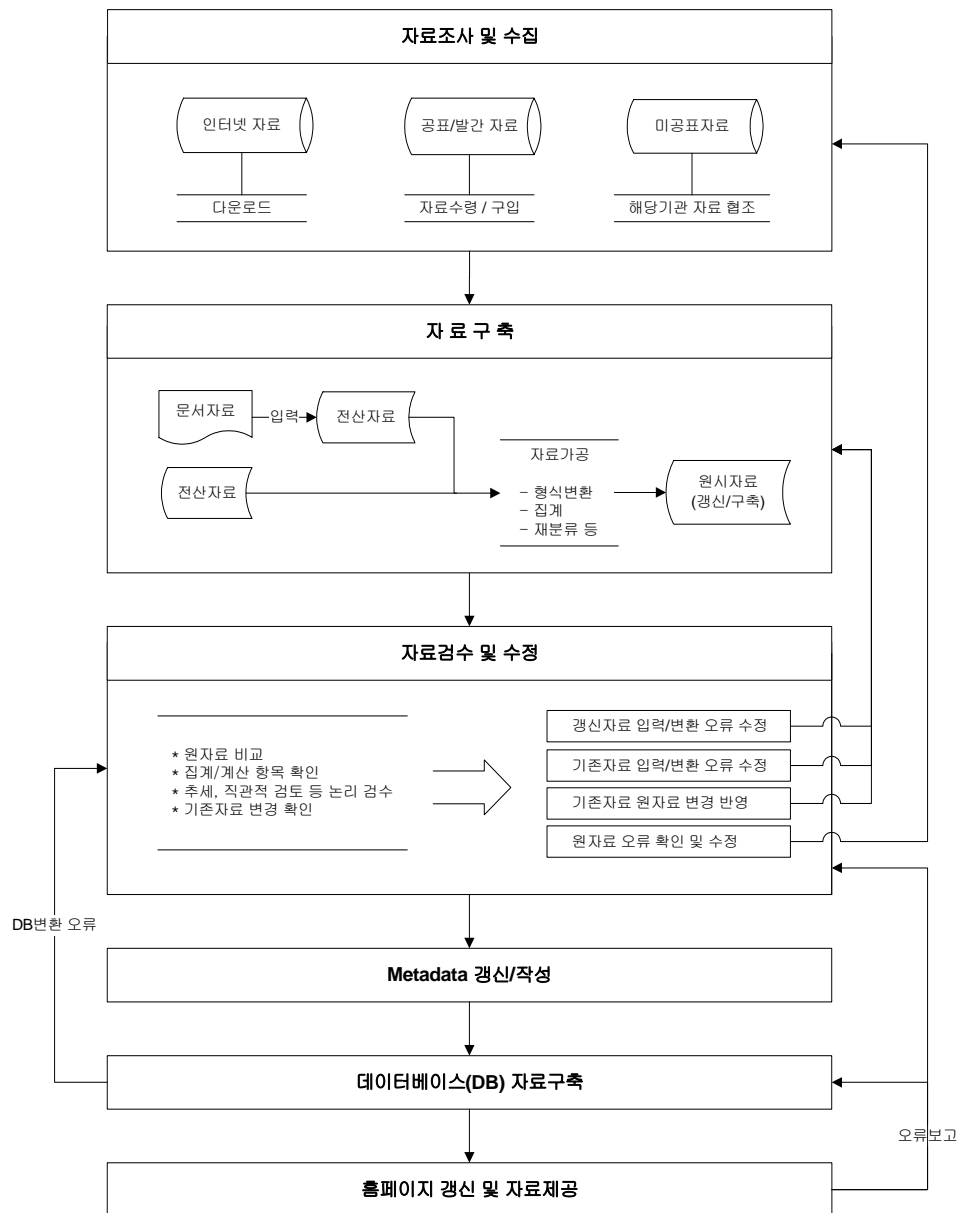 자료조사 및 수집
인터넷 자료
공표/발간 자료
미공표자료
다운로드
자료수령 / 구입
해당기관 자료 협조
자 료 구 축
문서자료
입력
전산자료
전산자료
자료가공
- 형식변환
- 집계
- 재분류 등
원시자료
(갱신/구축)
자료검수 및 수정
* 원자료 비교
* 집계/계산 항목 확인
* 추세, 직관적 검토 등 논리 검수
* 기존자료 변경 확인
갱신자료 입력/변환 오류 수정
기존자료 입력/변환 오류 수정
기존자료 원자료 변경 반영
원자료 오류 확인 및 수정
DB변환 오류
Metadata 갱신/작성
데이터베이스(DB) 자료구축
오류보고
홈페이지 갱신 및 자료제공